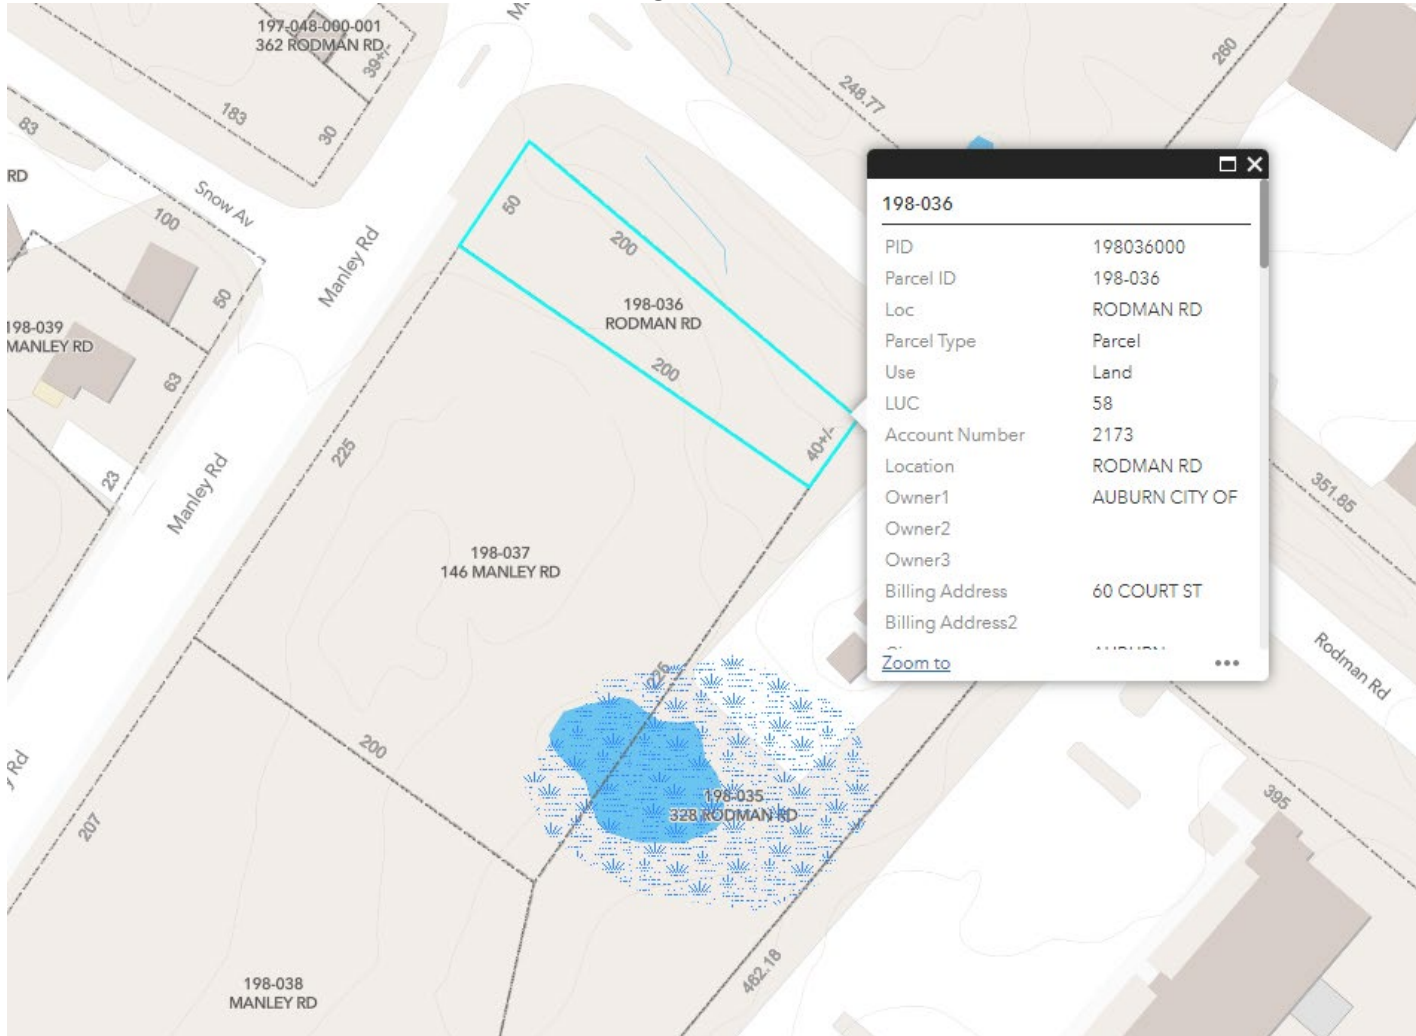 197-048-000-001
362 RODMAN RD
39+/-
183
30
83
RD
Snow Av
100
50
Manley Rd
198-039
MANLEY RD
63
23
Manley Rd
225
50
200
198-036
RODMAN RD
200
40+/-
248.77
260
198-036
PID 198036000
Parcel ID 198-036
Loc RODMAN RD
Parcel Type Parcel
Use Land
LUC 58
Account Number 2173
Location RODMAN RD
Owner1 AUBURN CITY OF
Owner2
Owner3
Billing Address 60 COURT ST
Billing Address2
Zoom to
351.85
Rodman Rd
395
198-037
146 MANLEY RD
200
207
Rd
198-035
328 RODMAN RD
462.18
198-038
MANLEY RD